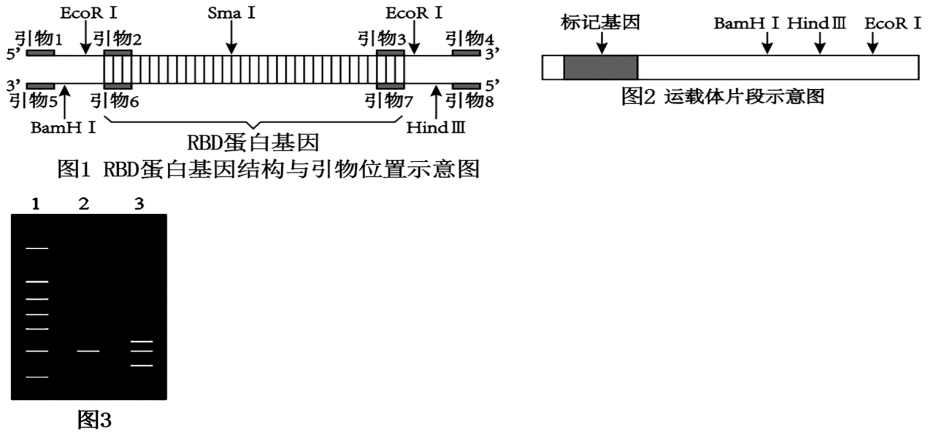 EcoR Ⅰ Sma Ⅰ EcoR Ⅰ
引物1 引物2 引物3 引物4
5’ 3’
3’ 5’
引物5 引物6 引物7 引物8
BamH Ⅰ HindⅢ
RBD蛋白基因
图1 RBD蛋白基因结构与引物位置示意图
标记基因 BamH Ⅰ HindⅢ EcoR Ⅰ
图2 运载体片段示意图
1 2 3
图3